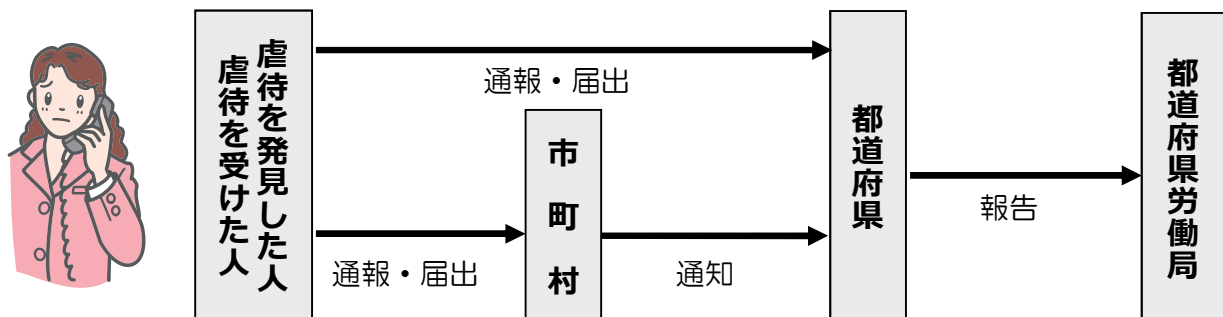 虐待を発見した人
虐待を受けた人
通報・届出
通報・届出
市町村
通知
都道府県
報告
都道府県労働局